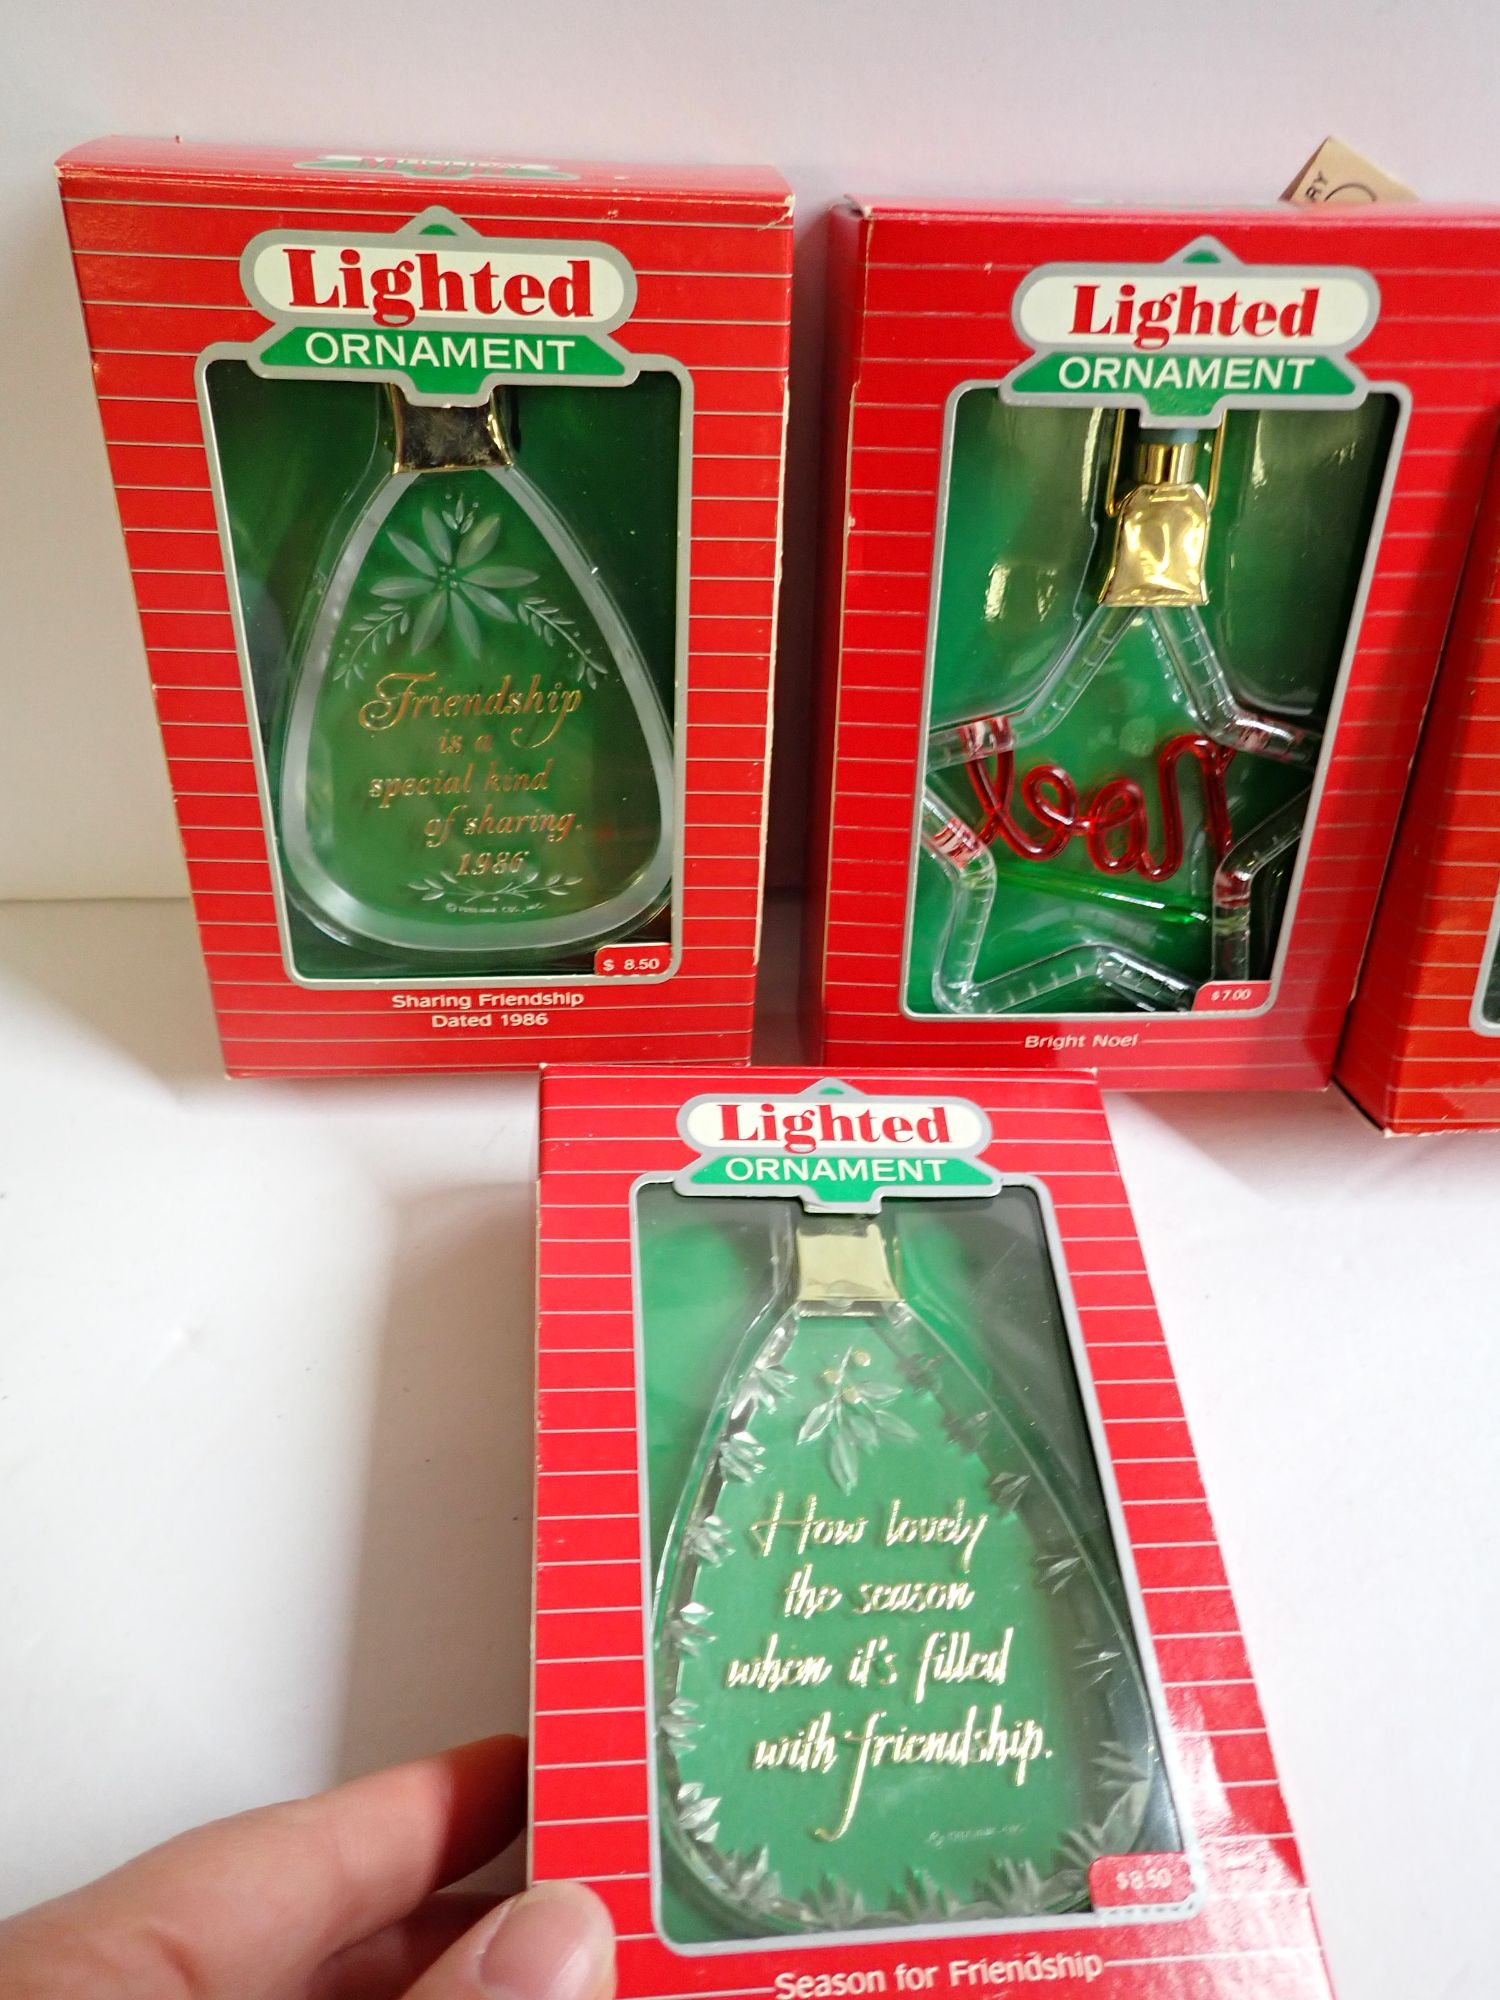 Lighted
ORNAMENT
Friendship
is a
special kind
of sharing.
1986
$ 8.50
Sharing Friendship
Dated 1986
RY
Lighted
ORNAMENT
Noel
$7.00
Bright Noel
Lighted
ORNAMENT
How lovely
the season
when it's filled
with friendship.
$8.50
Season for Friendship